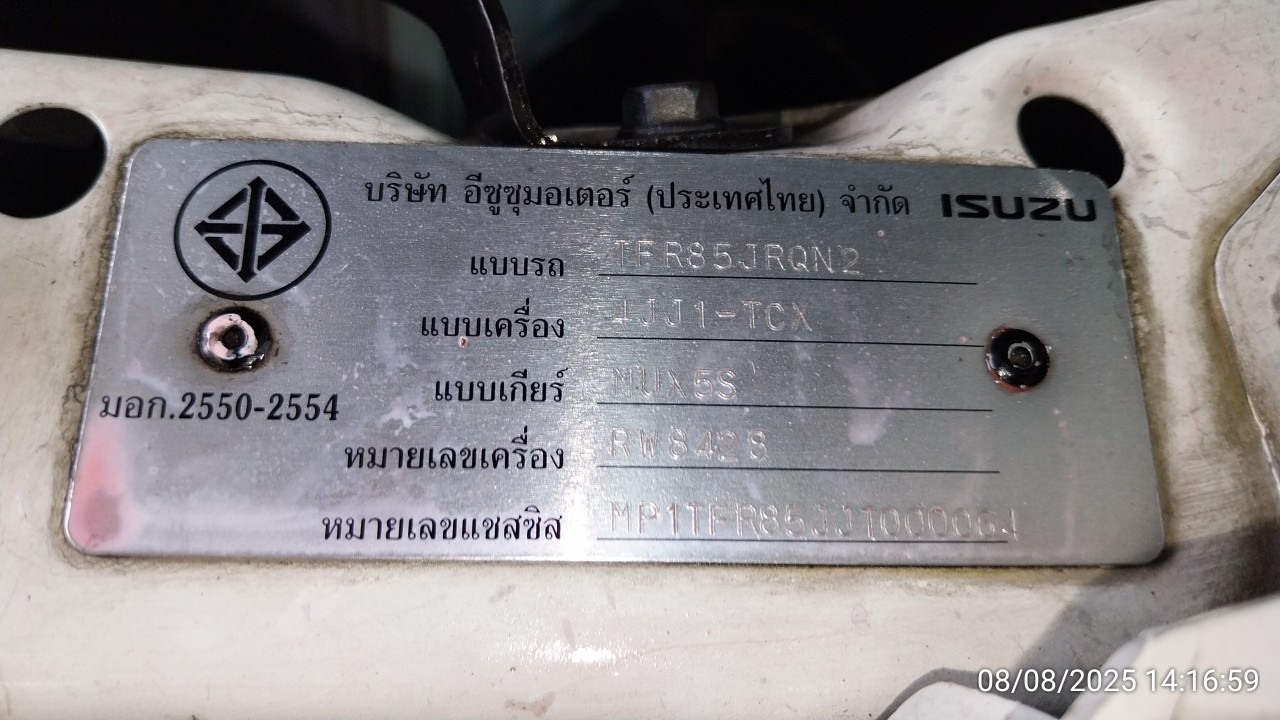 บริษัท อีซูซุมอเตอร์ (ประเทศไทย) จำกัด ISUZU
แบบรถ TFR85JRQN2
แบบเครื่อง 4JJ1-TCX
แบบเกียร์ MUX5S
มอก.2550-2554
หมายเลขเครื่อง RW8428
หมายเลขแชสซิส
08/08/2025 14:16:59